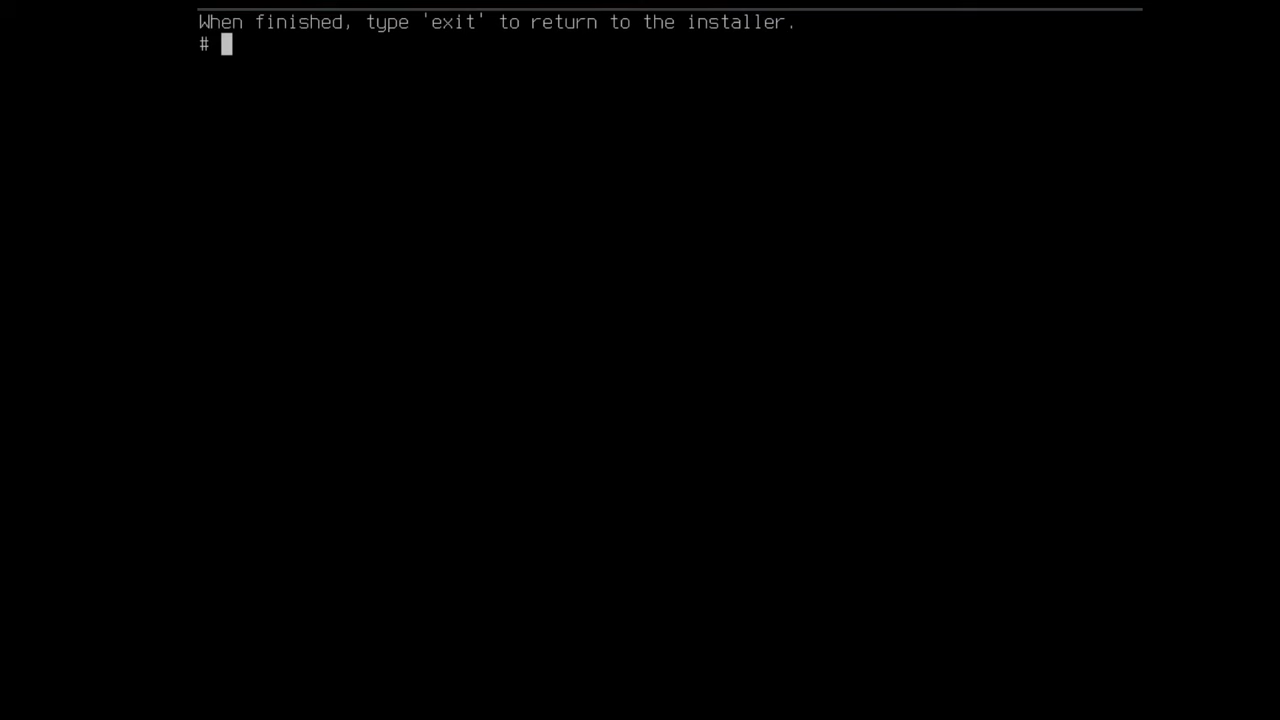 When finished, type 'exit' to return to the installer.
#